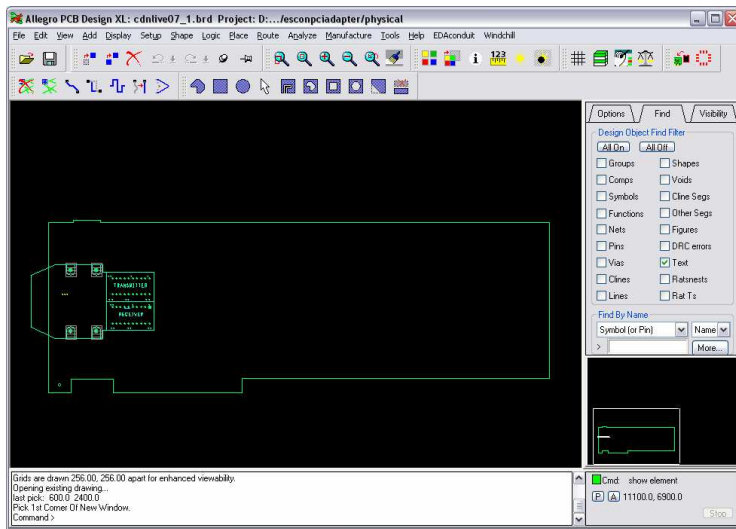 Allegro PCB Design XL: cdnlive07_1.brd Project: D:.../esconpciadapter/physical
File Edit View Add Display Setup Shape Logic Place Route Analyze Manufacture Tools Help EDAconduit Windchill
123
Options Find Visibility
Design Object Find Filter
All On All Off
Groups Shapes
Comps Voids
Symbols Cline Segs
Functions Other Segs
Nets Figures
Pins DRC errors
Vias Text
Clines Ratsnests
Lines Rat Ts
Find By Name
Symbol (or Pin) Name
> More...
TRANSMITTER
RECEIVER
Grids are drawn 256.00, 256.00 apart for enhanced viewability.
Opening existing drawing...
last pick: 600.0 2400.0
Pick 1st Corner Of New Window.
Command >
Cmd: show element
P A 11100.0, 6900.0
Stop